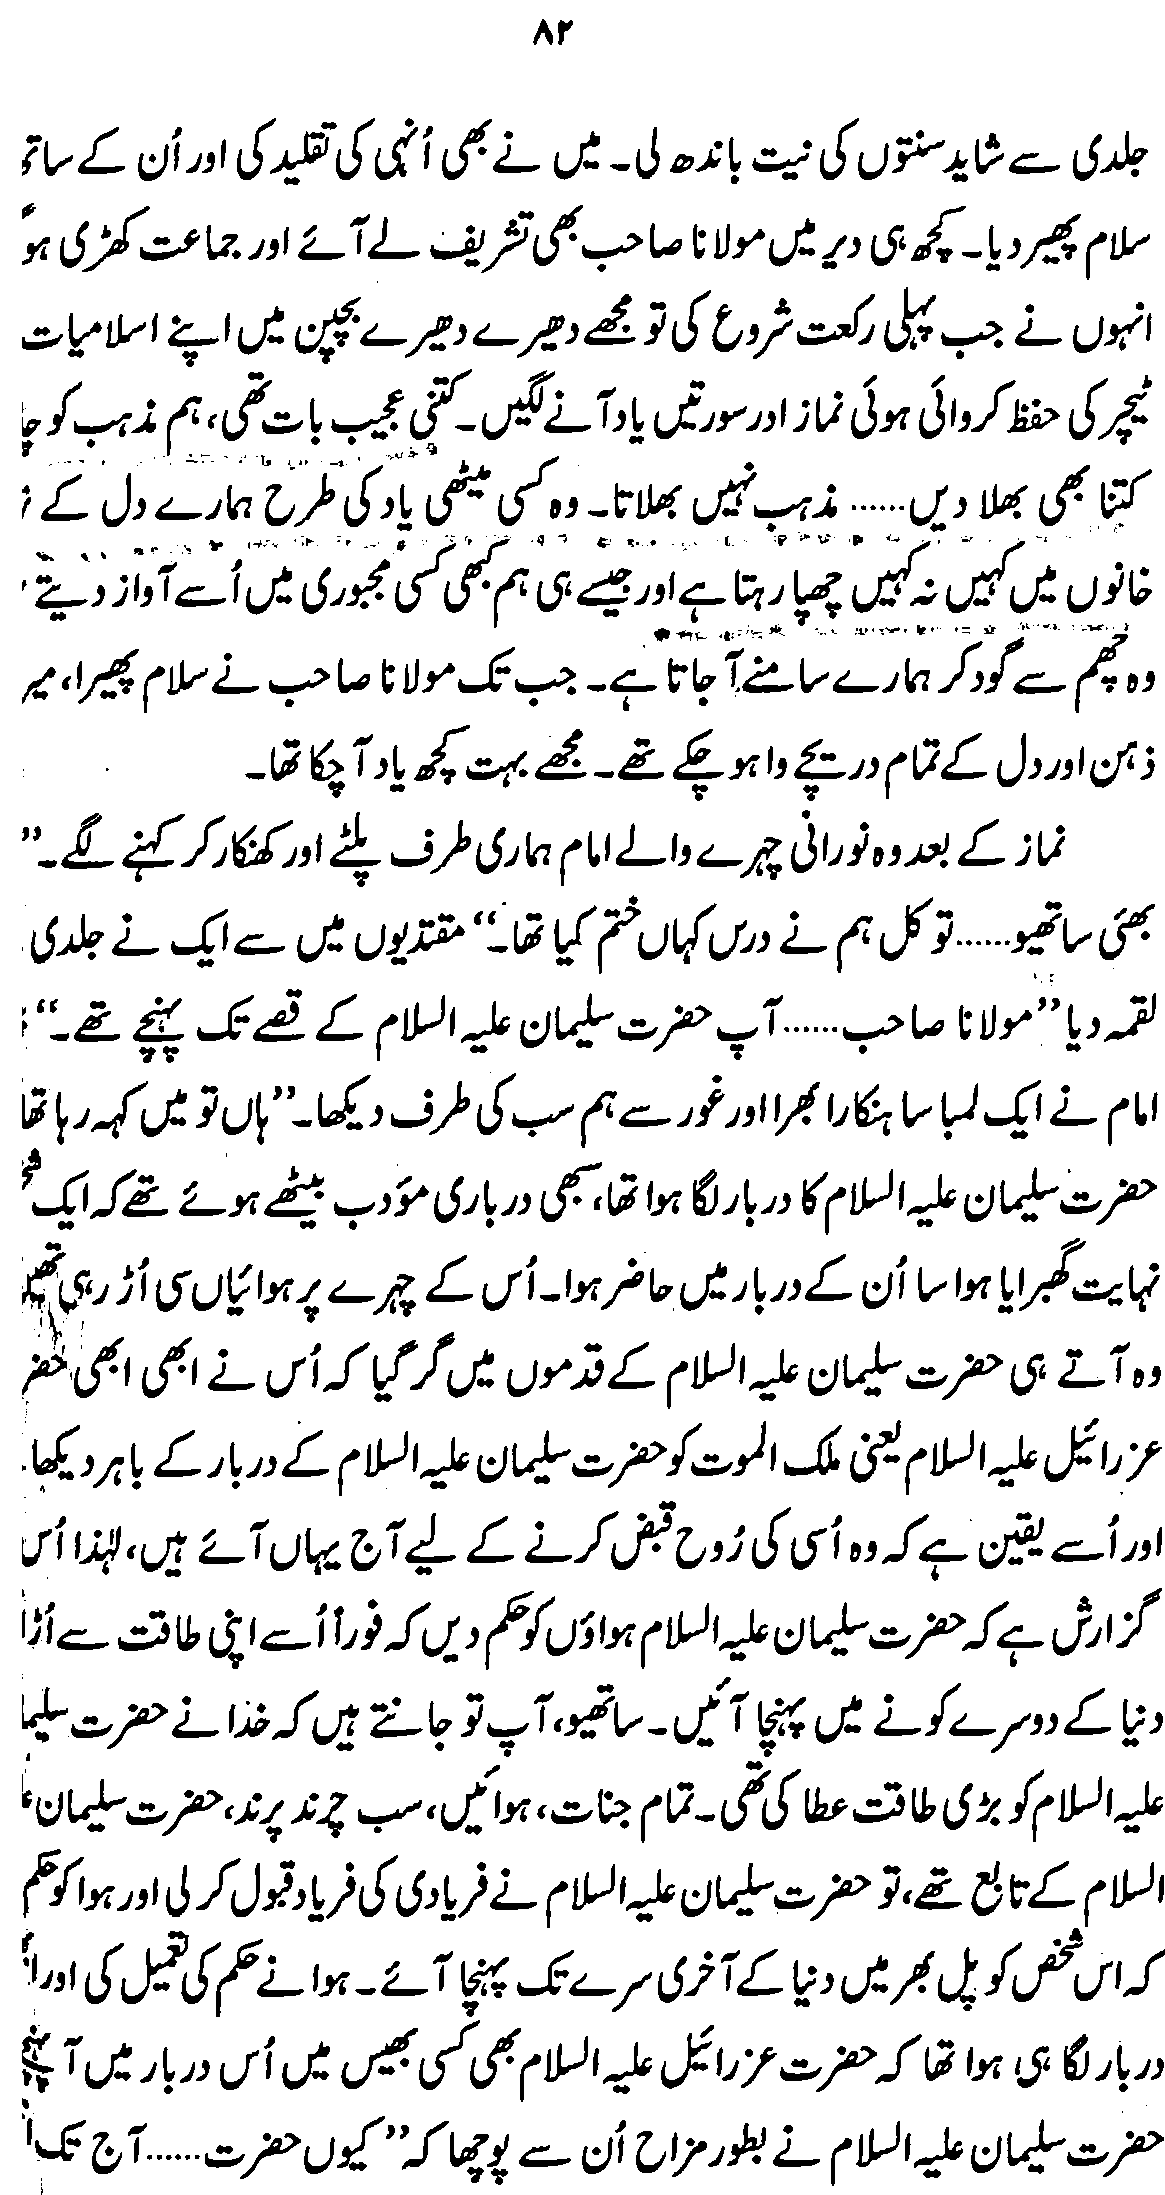 ۸۲
جلدی سے شاید سنتوں کی نیت باندھ لی۔ میں نے بھی اُنہی کی تقلید کی اور اُن کے
سلام پھیر دیا۔ کچھ ہی دیر میں مولانا صاحب بھی تشریف لے آئے اور جماعت کھڑی
انہوں نے جب پہلی رکعت شروع کی تو مجھے دھیرے دھیرے بچپن میں اپنے اسلامیات
ٹیچر کی حفظ کروائی ہوئی نماز اور سورتیں یاد آنے لگیں۔ کتنی عجیب بات تھی، ہم مذہب کو
کتنا بھی بھلا دیں...... مذہب نہیں بھلاتا۔ وہ کسی میٹھی یاد کی طرح ہمارے دل کے
خانوں میں کہیں نہ کہیں چھپا رہتا ہے اور جیسے ہی ہم کبھی کسی مجبوری میں اُسے آواز دیتے
وہ چھم سے گود کر ہمارے سامنے آ جاتا ہے۔ جب تک مولانا صاحب نے سلام پھیرا،
ذہن اور دل کے تمام دریچے وا ہو چکے تھے۔ مجھے بہت کچھ یاد آ چکا تھا۔
نماز کے بعد وہ نورانی چہرے والے امام ہماری طرف پلٹے اور کھنکار کر کہنے لگے۔ ”
بھئی ساتھیو...... تو کل ہم نے درس کہاں ختم کیا تھا۔“ مقتدیوں میں سے ایک نے جلدی
لقمہ دیا ”مولانا صاحب...... آپ حضرت سلیمان علیہ السلام کے قصے تک پہنچے تھے۔“
امام نے ایک لمبا سا ہنکارا بھرا اور غور سے ہم سب کی طرف دیکھا۔ ”ہاں تو میں کہہ رہا تھا
حضرت سلیمان علیہ السلام کا دربار لگا ہوا تھا، سبھی درباری مؤدب بیٹھے ہوئے تھے کہ ایک
نہایت گھبرایا ہوا سا اُن کے دربار میں حاضر ہوا۔ اُس کے چہرے پر ہوائیاں سی اُڑ رہی
وہ آتے ہی حضرت سلیمان علیہ السلام کے قدموں میں گر گیا کہ اُس نے ابھی ابھی
عزرائیل علیہ السلام یعنی ملک الموت کو حضرت سلیمان علیہ السلام کے دربار کے باہر دیکھا
اور اُسے یقین ہے کہ وہ اُسی کی رُوح قبض کرنے کے لیے آج یہاں آئے ہیں، لہٰذا اُس
گزارش ہے کہ حضرت سلیمان علیہ السلام ہواؤں کو حکم دیں کہ فوراً اُسے اپنی طاقت سے اُڑا
دنیا کے دوسرے کونے میں پہنچا آئیں۔ ساتھیو، آپ تو جانتے ہیں کہ خدا نے حضرت
علیہ السلام کو بڑی طاقت عطا کی تھی۔ تمام جنات، ہوائیں، سب چرند پرند، حضرت سلیمان
السلام کے تابع تھے، تو حضرت سلیمان علیہ السلام نے فریادی کی فریاد قبول کر لی اور ہوا کو حکم
کہ اس شخص کو پل بھر میں دنیا کے آخری سرے تک پہنچا آئے۔ ہوا نے حکم کی تعمیل کی اور
دربار لگا ہی ہوا تھا کہ حضرت عزرائیل علیہ السلام بھی کسی بھیس میں اُس دربار میں آ پہنچے
حضرت سلیمان علیہ السلام نے بطور مزاح اُن سے پوچھا کہ ”کیوں حضرت...... آج تک